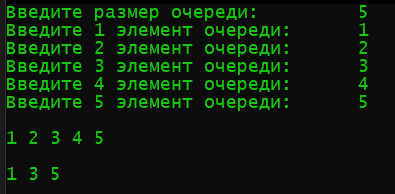 Введите размер очереди: 5
Введите 1 элемент очереди: 1
Введите 2 элемент очереди: 2
Введите 3 элемент очереди: 3
Введите 4 элемент очереди: 4
Введите 5 элемент очереди: 5
1 2 3 4 5
1 3 5